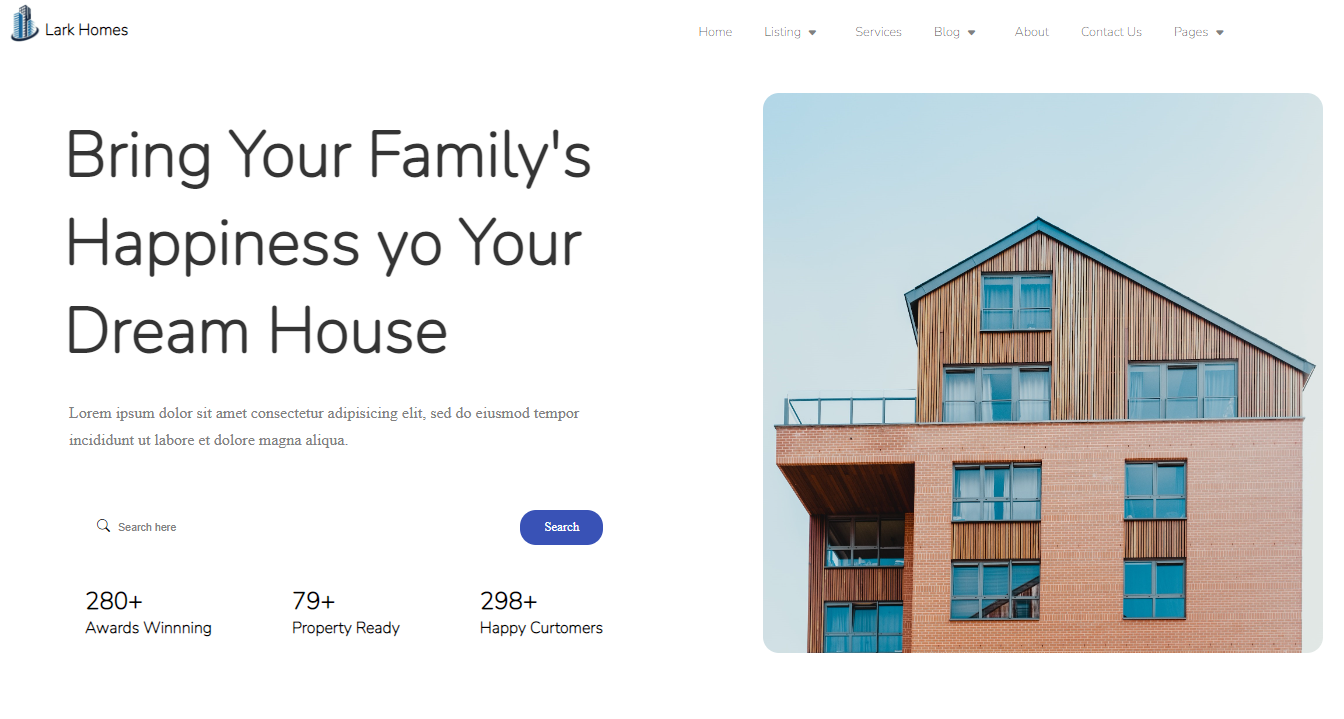 Lark Homes
Home Listing Services Blog About Contact Us Pages
Bring Your Family's
Happiness yo Your
Dream House
Lorem ipsum dolor sit amet consectetur adipisicing elit, sed do eiusmod tempor
incididunt ut labore et dolore magna aliqua.
Search here Search
280+ 79+ 298+
Awards Winnning Property Ready Happy Curtomers